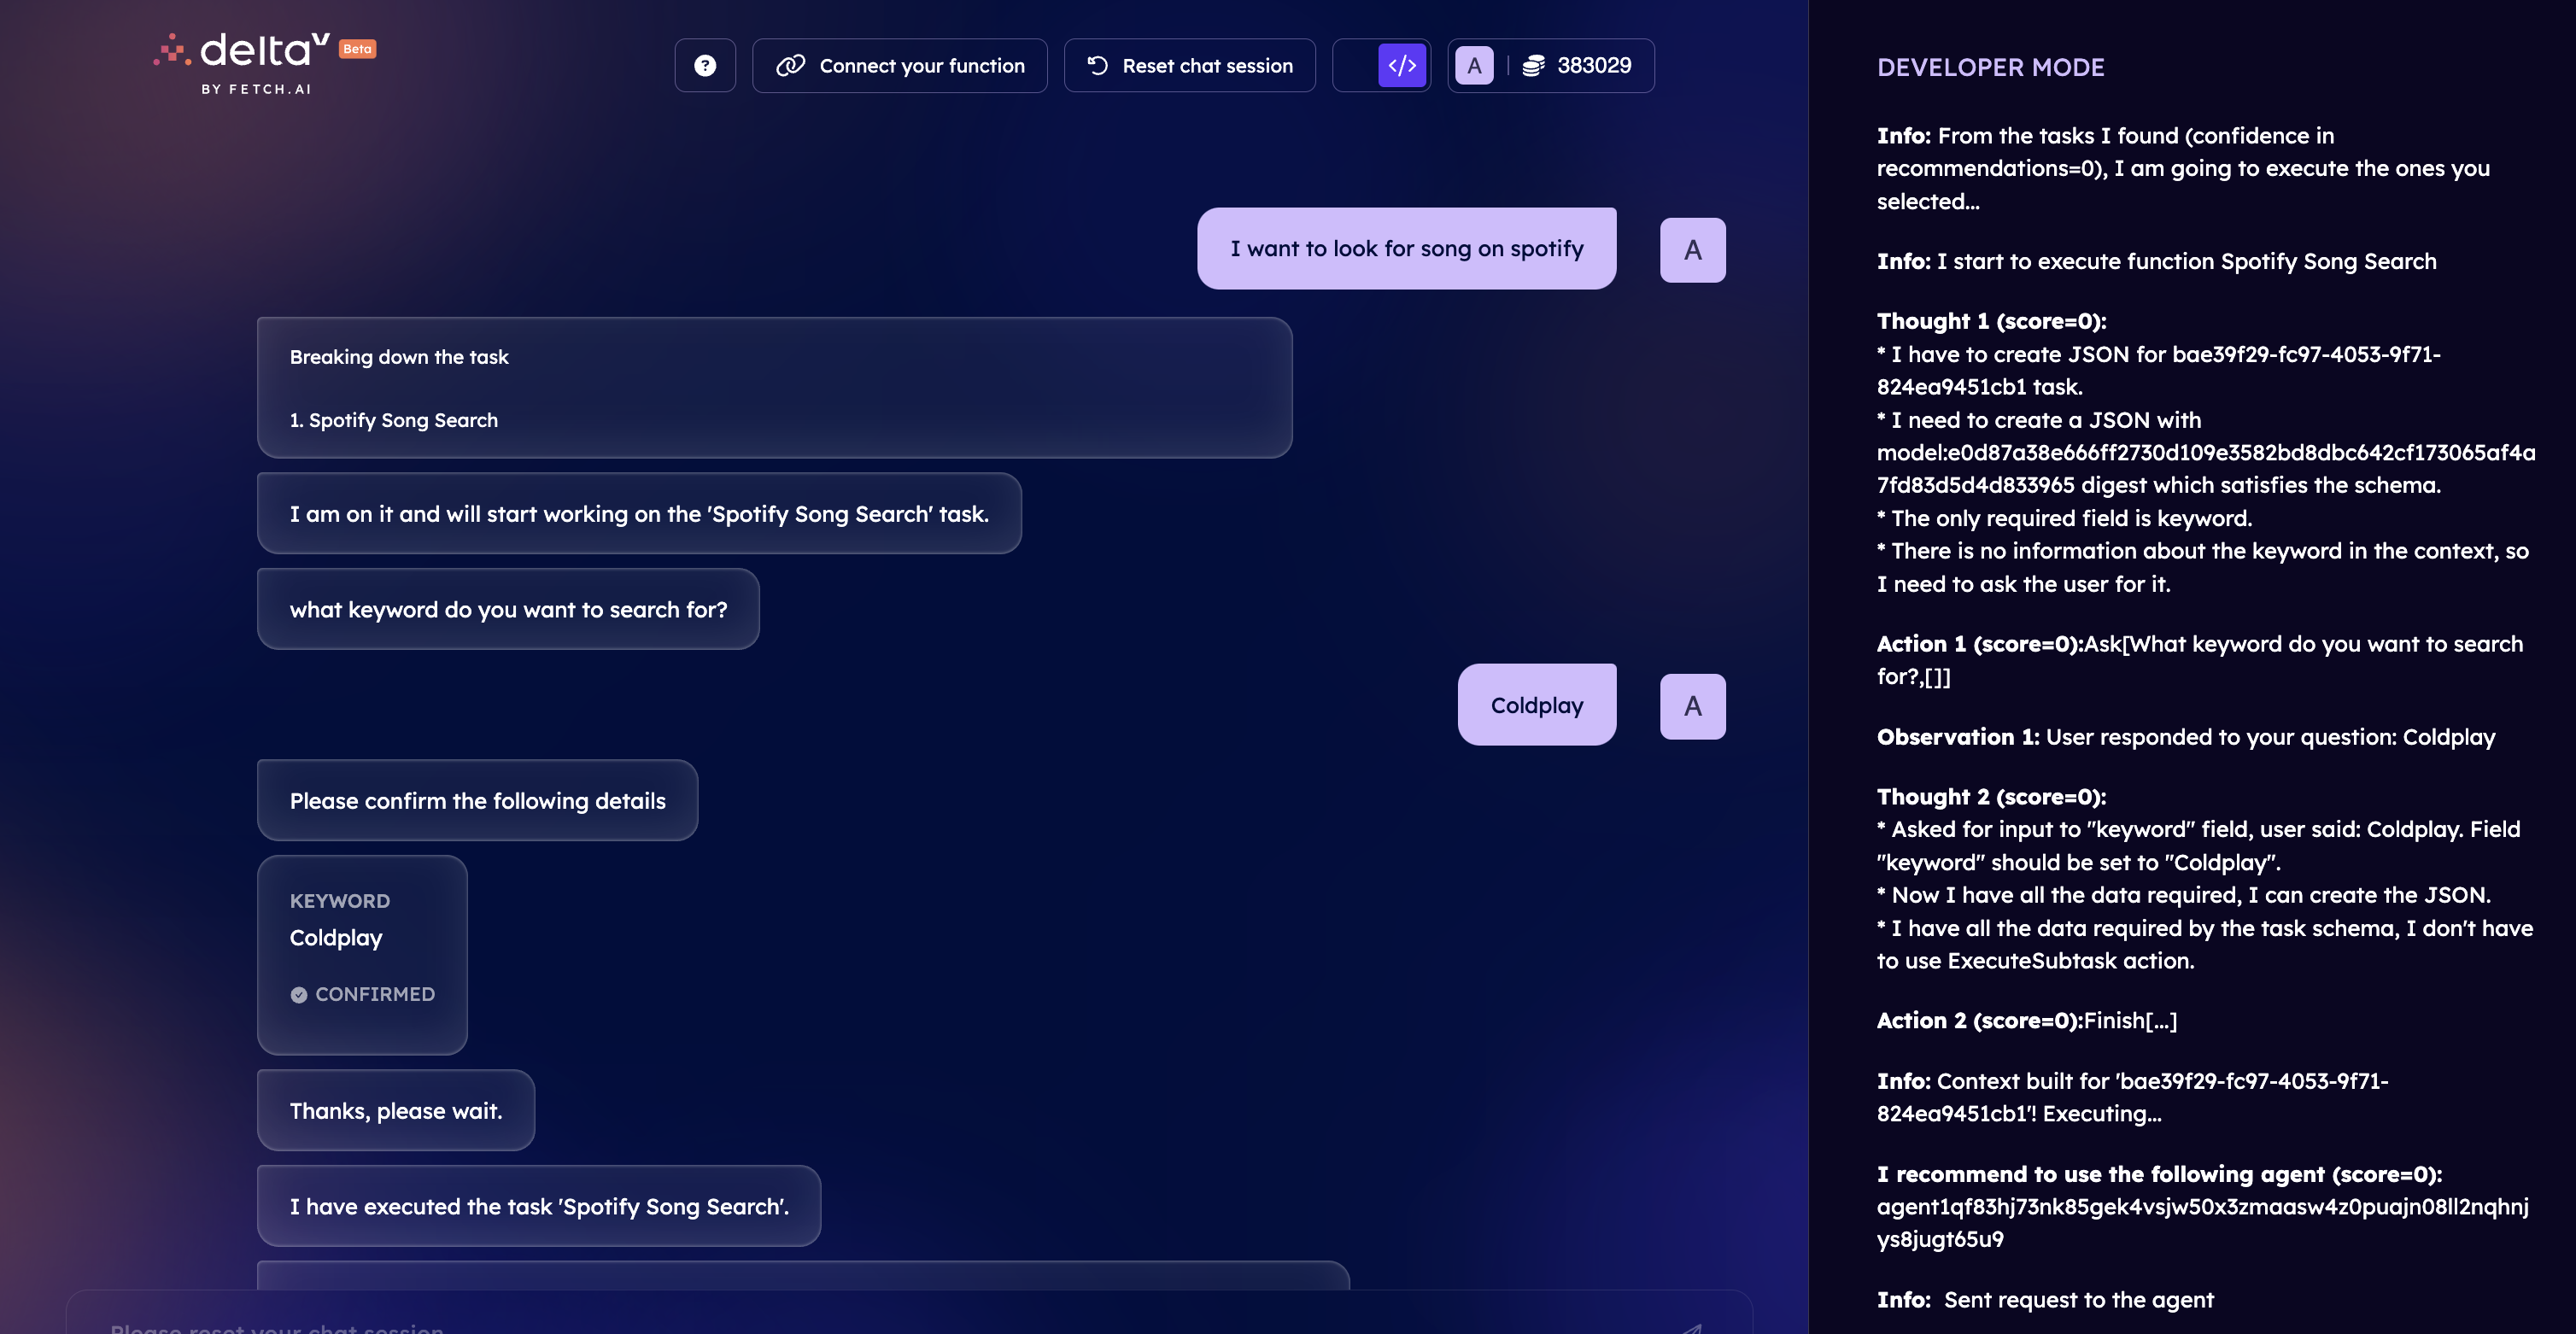 deltaV Beta
BY FETCH.AI
? Connect your function Reset chat session </> A | 383029
I want to look for song on spotify
A
Breaking down the task
1. Spotify Song Search
I am on it and will start working on the 'Spotify Song Search' task.
what keyword do you want to search for?
Coldplay
A
Please confirm the following details
KEYWORD
Coldplay
CONFIRMED
Thanks, please wait.
I have executed the task 'Spotify Song Search'.
Please reset your chat session
DEVELOPER MODE
Info: From the tasks I found (confidence in
recommendations=0), I am going to execute the ones you
selected...
Info: I start to execute function Spotify Song Search
Thought 1 (score=0):
* I have to create JSON for bae39f29-fc97-4053-9f71-
824ea9451cb1 task.
* I need to create a JSON with
model:e0d87a38e666ff2730d109e3582bd8dbc642cf173065af4a
7fd83d5d4d833965 digest which satisfies the schema.
* The only required field is keyword.
* There is no information about the keyword in the context, so
I need to ask the user for it.
Action 1 (score=0):Ask[What keyword do you want to search
for?,[]]
Observation 1: User responded to your question: Coldplay
Thought 2 (score=0):
* Asked for input to "keyword" field, user said: Coldplay. Field
"keyword" should be set to "Coldplay".
* Now I have all the data required, I can create the JSON.
* I have all the data required by the task schema, I don't have
to use ExecuteSubtask action.
Action 2 (score=0):Finish[...]
Info: Context built for 'bae39f29-fc97-4053-9f71-
824ea9451cb1'! Executing...
I recommend to use the following agent (score=0):
agent1qf83hj73nk85gek4vsjw50x3zmaasw4z0puajn08ll2nqhnj
ys8jugt65u9
Info: Sent request to the agent